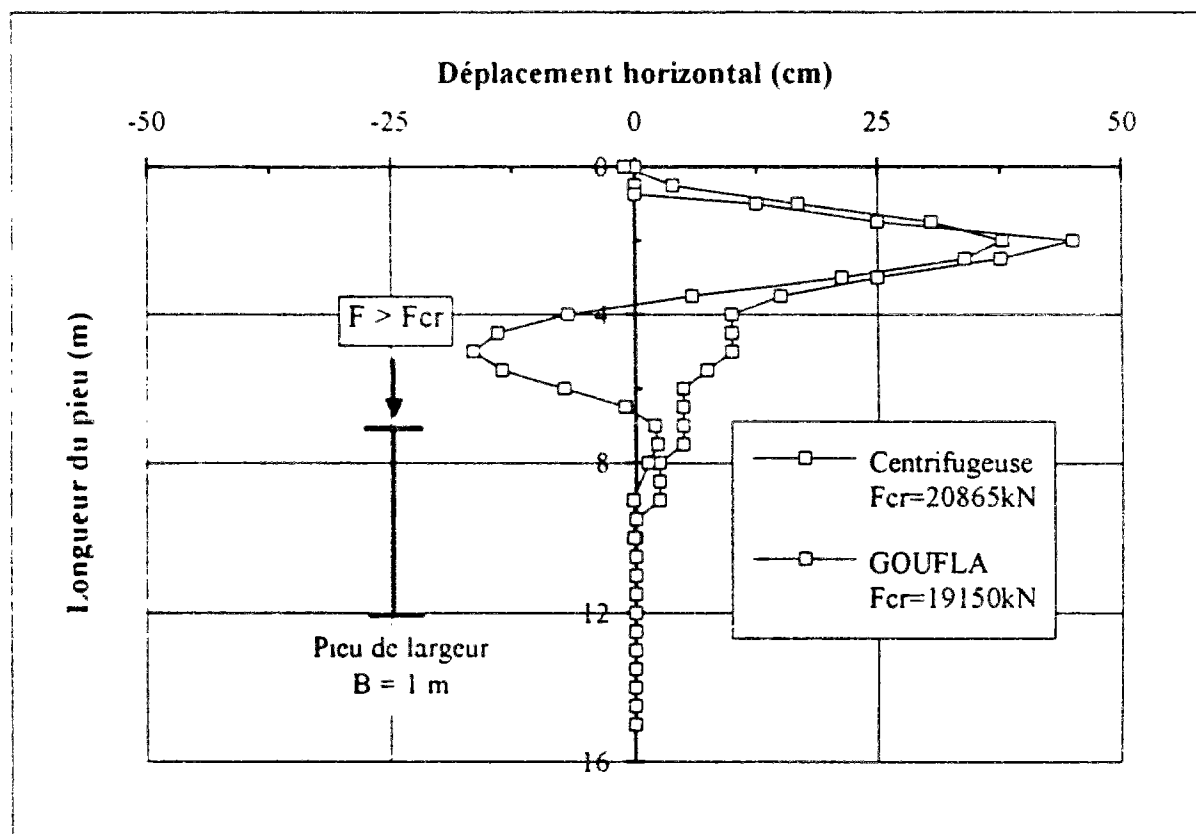 Déplacement horizontal (cm)
-50 -25 0 25 50
0
4
8
12
16
Longueur du pieu (m)
F > Fcr
Pieu de largeur
B = 1 m
Centrifugeuse
Fcr=20865kN
GOUFLA
Fcr=19150kN